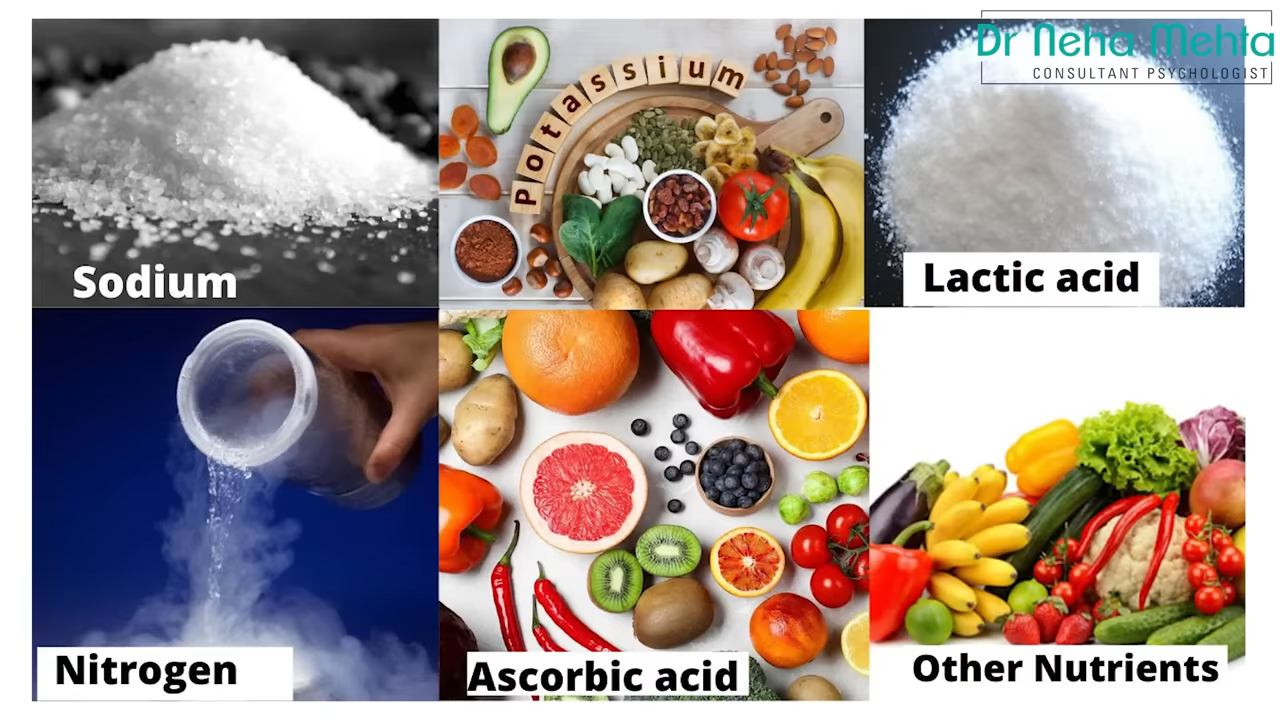 Dr Neha Mehta
CONSULTANT PSYCHOLOGIST
Potassium
Sodium
Lactic acid
Nitrogen
Ascorbic acid
Other Nutrients